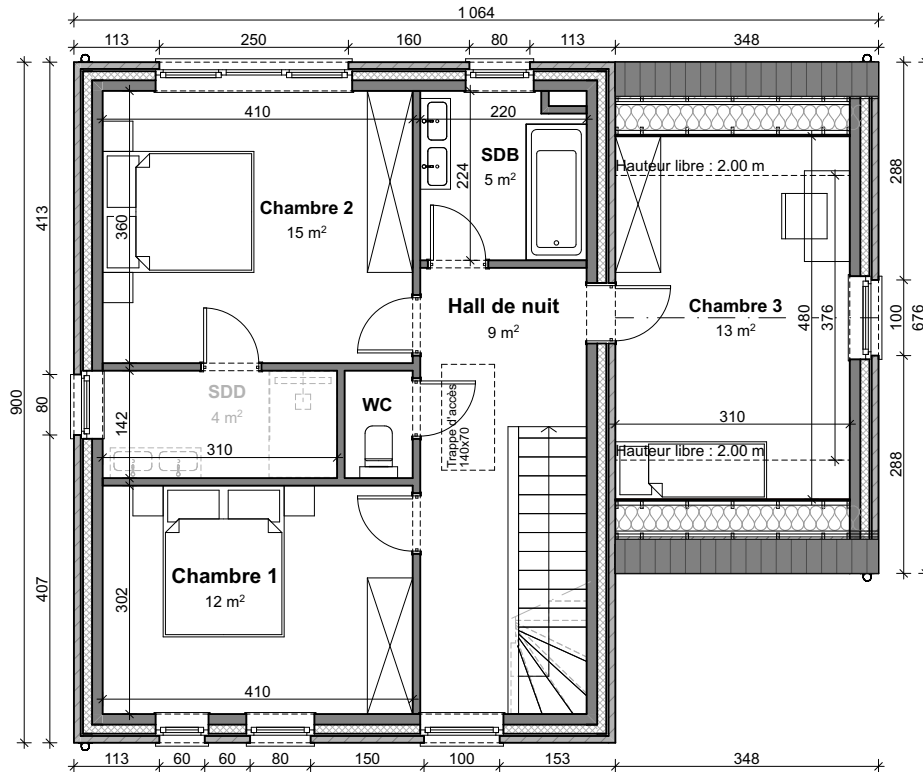 1 064
113
250
160
80
113
348
410
220
224
SDB
5 m²
Hauteur libre : 2.00 m
288
413
360
Chambre 2
15 m²
Hall de nuit
9 m²
Chambre 3
13 m²
480
376
100
676
900
80
142
SDD
4 m²
310
WC
Trappe d'accès
140x70
310
Hauteur libre : 2.00 m
288
407
302
Chambre 1
12 m²
410
113
60
60
80
150
100
153
348